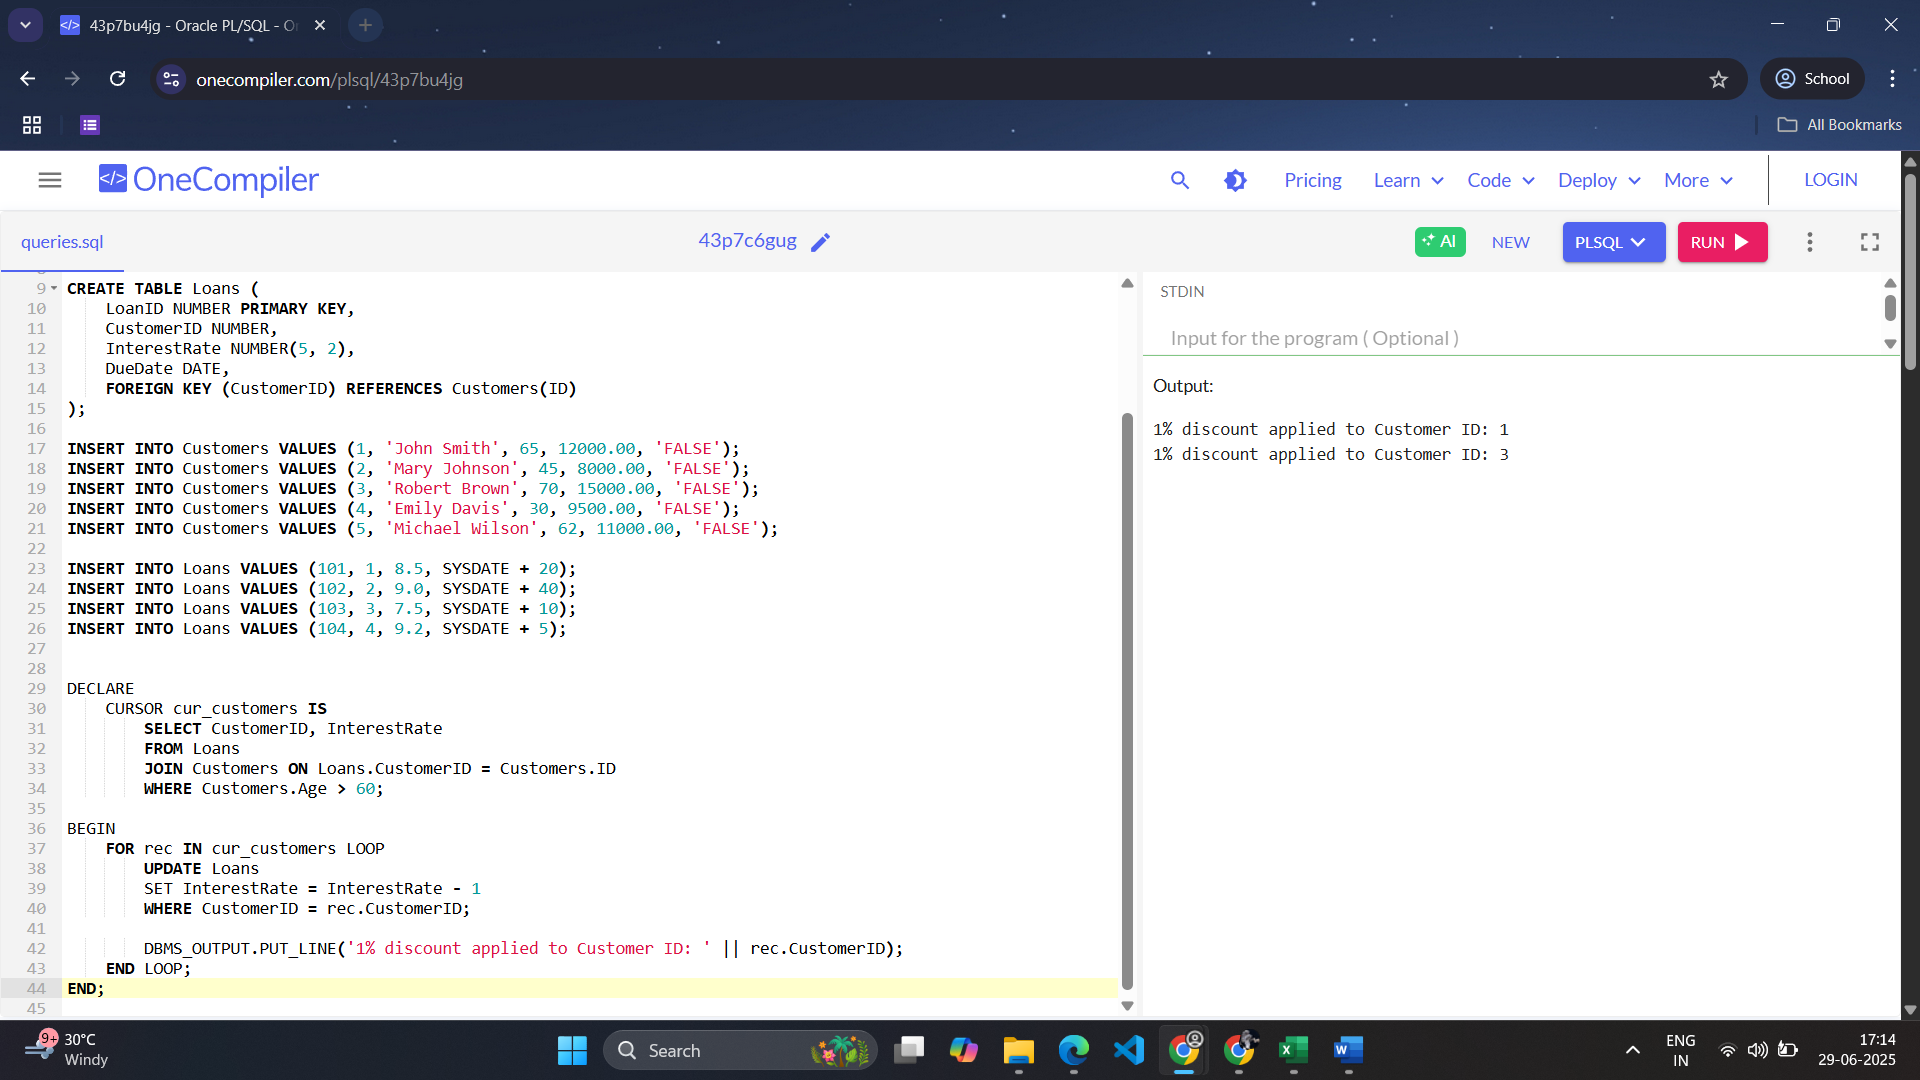 43p7bu4jg - Oracle PL/SQL - O
onecompiler.com/plsql/43p7bu4jg
School
All Bookmarks
</> OneCompiler
Pricing
Learn
Code
Deploy
More
LOGIN
queries.sql
43p7c6gug
AI
NEW
PLSQL
RUN
9 CREATE TABLE Loans (
10 LoanID NUMBER PRIMARY KEY,
11 CustomerID NUMBER,
12 InterestRate NUMBER(5, 2),
13 DueDate DATE,
14 FOREIGN KEY (CustomerID) REFERENCES Customers(ID)
15 );
16
17 INSERT INTO Customers VALUES (1, 'John Smith', 65, 12000.00, 'FALSE');
18 INSERT INTO Customers VALUES (2, 'Mary Johnson', 45, 8000.00, 'FALSE');
19 INSERT INTO Customers VALUES (3, 'Robert Brown', 70, 15000.00, 'FALSE');
20 INSERT INTO Customers VALUES (4, 'Emily Davis', 30, 9500.00, 'FALSE');
21 INSERT INTO Customers VALUES (5, 'Michael Wilson', 62, 11000.00, 'FALSE');
22
23 INSERT INTO Loans VALUES (101, 1, 8.5, SYSDATE + 20);
24 INSERT INTO Loans VALUES (102, 2, 9.0, SYSDATE + 40);
25 INSERT INTO Loans VALUES (103, 3, 7.5, SYSDATE + 10);
26 INSERT INTO Loans VALUES (104, 4, 9.2, SYSDATE + 5);
27
28
29 DECLARE
30 CURSOR cur_customers IS
31 SELECT CustomerID, InterestRate
32 FROM Loans
33 JOIN Customers ON Loans.CustomerID = Customers.ID
34 WHERE Customers.Age > 60;
35
36 BEGIN
37 FOR rec IN cur_customers LOOP
38 UPDATE Loans
39 SET InterestRate = InterestRate - 1
40 WHERE CustomerID = rec.CustomerID;
41
42 DBMS_OUTPUT.PUT_LINE('1% discount applied to Customer ID: ' || rec.CustomerID);
43 END LOOP;
44 END;
45
STDIN
Input for the program ( Optional )
Output:
1% discount applied to Customer ID: 1
1% discount applied to Customer ID: 3
9+
30°C
Windy
Search
ENG
IN
17:14
29-06-2025